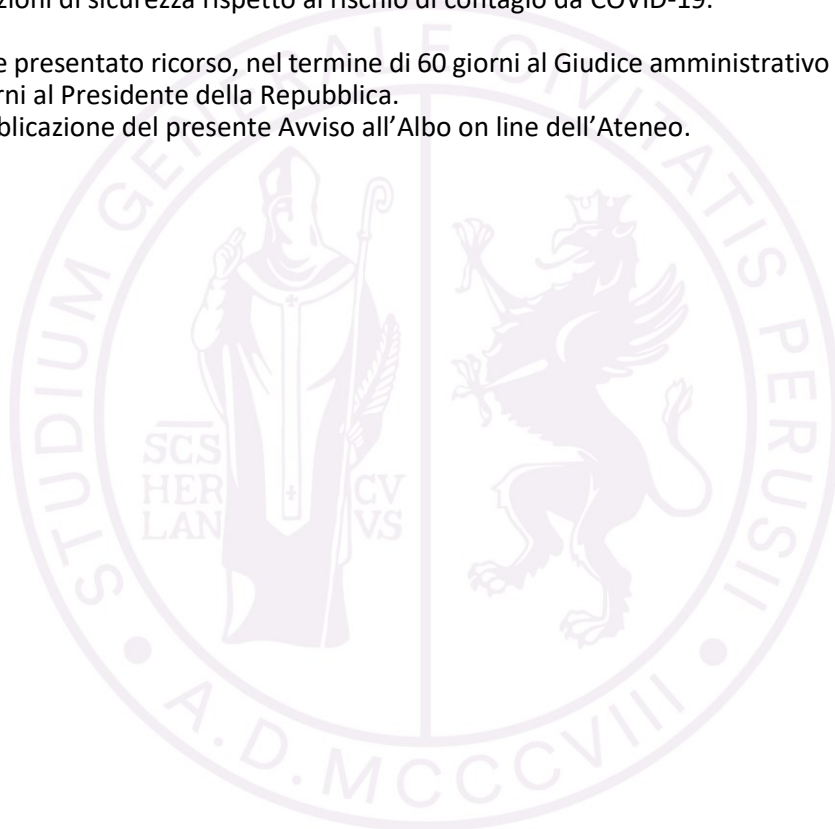 zioni di sicurezza rispetto al rischio di contagio da COVID-19.
e presentato ricorso, nel termine di 60 giorni al Giudice amministrativo
rni al Presidente della Repubblica.
blicazione del presente Avviso all’Albo on line dell’Ateneo.
STUDIUM GENERALE CIVITATIS PERUSII
SCS
HER
LAN
CV
VS
• A.D. MCCCVIII •